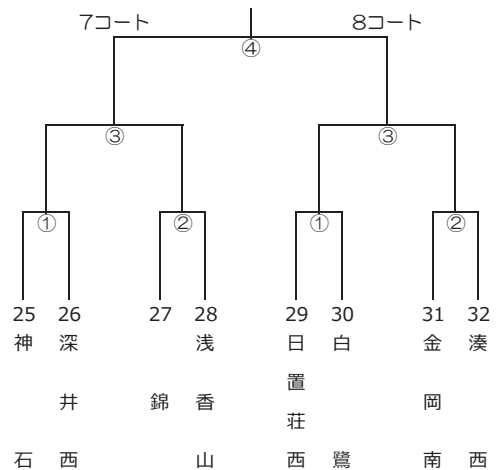 7コート 8コート
④
③ ③
① ② ① ②
25 26 27 28 29 30 31 32
神石
深井西
錦
浅香山
日置荘西
白鷺
金岡南
湊西